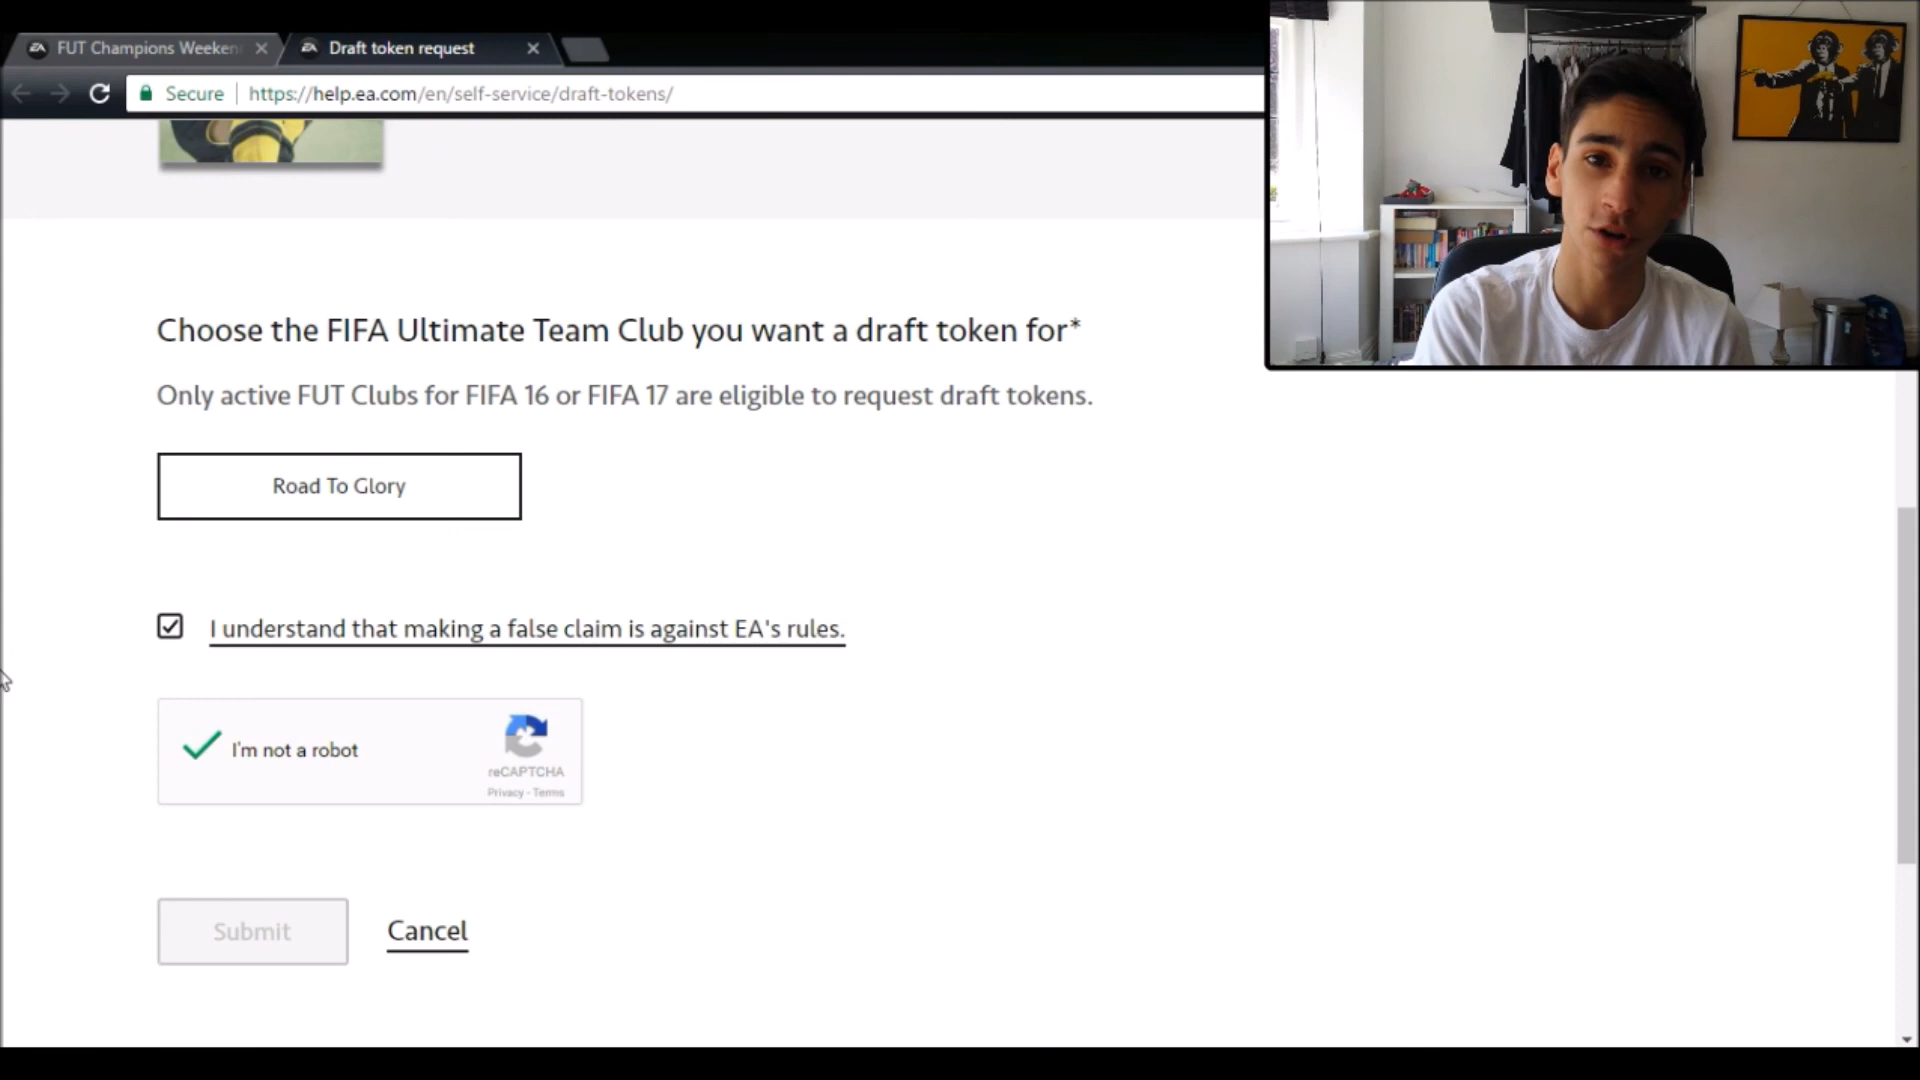 FUT Champions Weeken
Draft token request
Secure
https://help.ea.com/en/self-service/draft-tokens/
Choose the FIFA Ultimate Team Club you want a draft token for*
Only active FUT Clubs for FIFA 16 or FIFA 17 are eligible to request draft tokens.
Road To Glory
I understand that making a false claim is against EA's rules.
I'm not a robot
reCAPTCHA
Privacy - Terms
Submit
Cancel